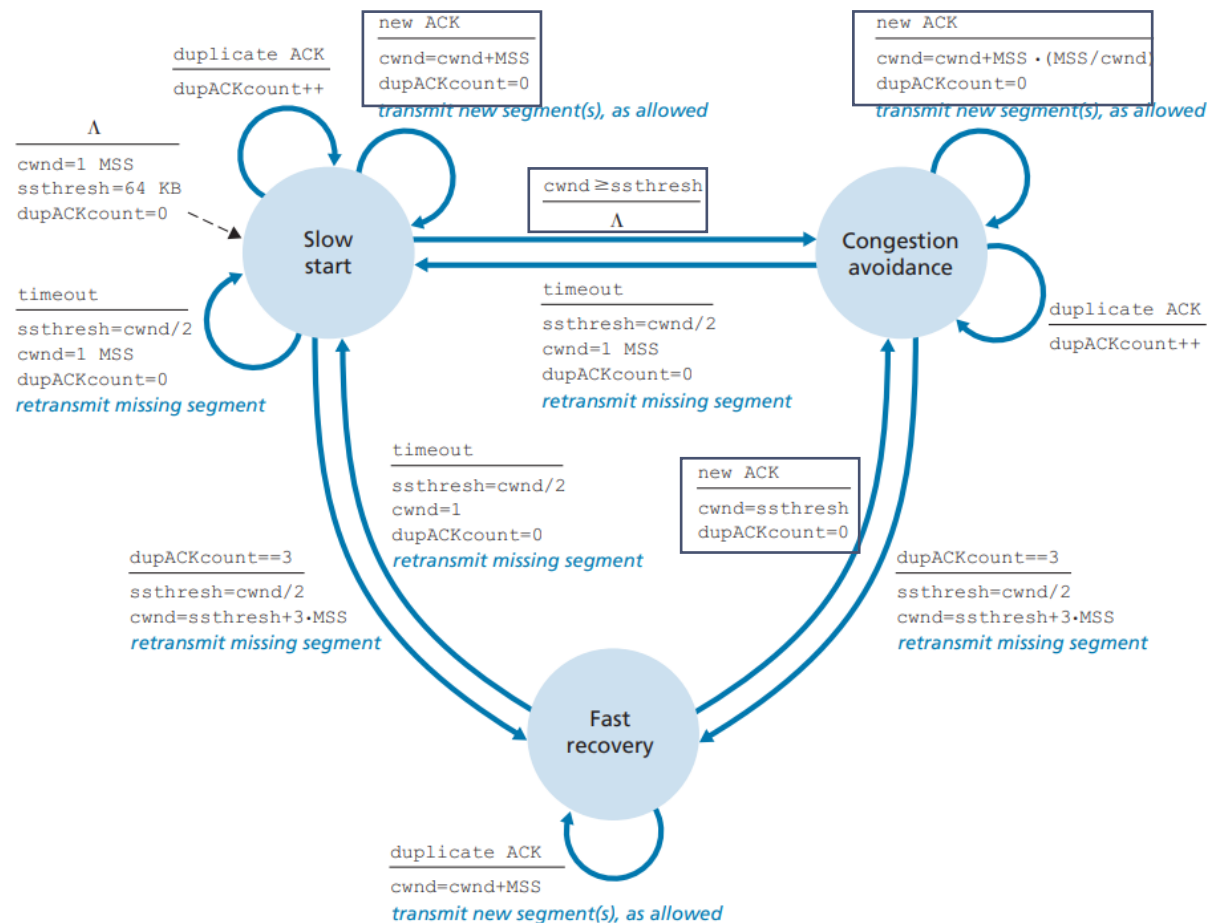 new ACK
cwnd=cwnd+MSS
dupACKcount=0
transmit new segment(s), as allowed
new ACK
cwnd=cwnd+MSS·(MSS/cwnd)
dupACKcount=0
transmit new segment(s), as allowed
duplicate ACK
dupACKcount++
Λ
cwnd=1 MSS
ssthresh=64 KB
dupACKcount=0
Slow
start
cwnd≥ssthresh
Λ
Congestion
avoidance
timeout
ssthresh=cwnd/2
cwnd=1 MSS
dupACKcount=0
retransmit missing segment
timeout
ssthresh=cwnd/2
cwnd=1 MSS
dupACKcount=0
retransmit missing segment
duplicate ACK
dupACKcount++
timeout
ssthresh=cwnd/2
cwnd=1
dupACKcount=0
retransmit missing segment
new ACK
cwnd=ssthresh
dupACKcount=0
dupACKcount==3
ssthresh=cwnd/2
cwnd=ssthresh+3·MSS
retransmit missing segment
dupACKcount==3
ssthresh=cwnd/2
cwnd=ssthresh+3·MSS
retransmit missing segment
Fast
recovery
duplicate ACK
cwnd=cwnd+MSS
transmit new segment(s), as allowed